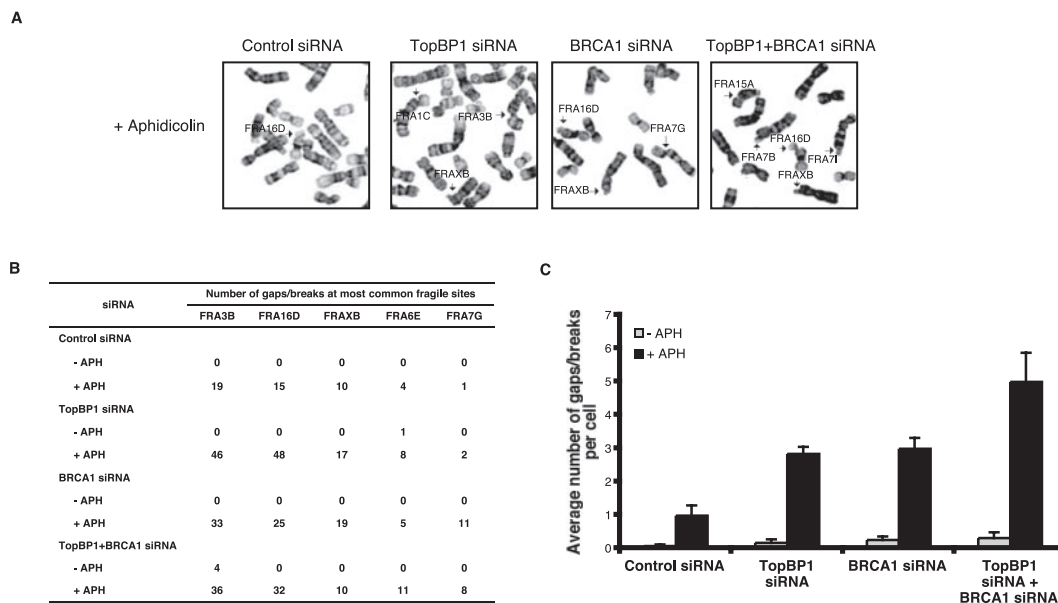 A
Control siRNA
TopBP1 siRNA
BRCA1 siRNA
TopBP1+BRCA1 siRNA
+ Aphidicolin
FRA16D
FRA1C
FRA3B
FRAXB
FRA16D
FRA7G
FRAXB
FRA15A
FRA16D
FRA7B
FRA7I
FRAXB
B
siRNA
Number of gaps/breaks at most common fragile sites
FRA3B FRA16D FRAXB FRA6E FRA7G
Control siRNA
- APH 0 0 0 0 0
+ APH 19 15 10 4 1
TopBP1 siRNA
- APH 0 0 0 1 0
+ APH 46 48 17 8 2
BRCA1 siRNA
- APH 0 0 0 0 0
+ APH 33 25 19 5 11
TopBP1+BRCA1 siRNA
- APH 4 0 0 0 0
+ APH 36 32 10 11 8
C
Average number of gaps/breaks
per cell
7
6
5
4
3
2
1
0
- APH
+ APH
Control siRNA
TopBP1
siRNA
BRCA1 siRNA
TopBP1
siRNA +
BRCA1 siRNA